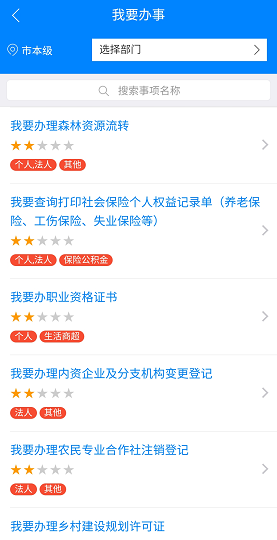 我要办事
市本级
选择部门
搜索事项名称
我要办理森林资源流转
个人,法人 其他
我要查询打印社会保险个人权益记录单（养老保
险、工伤保险、失业保险等）
个人,法人 保险公积金
我要办职业资格证书
个人 生活商超
我要办理内资企业及分支机构变更登记
法人 其他
我要办理农民专业合作社注销登记
法人 其他
我要办理乡村建设规划许可证